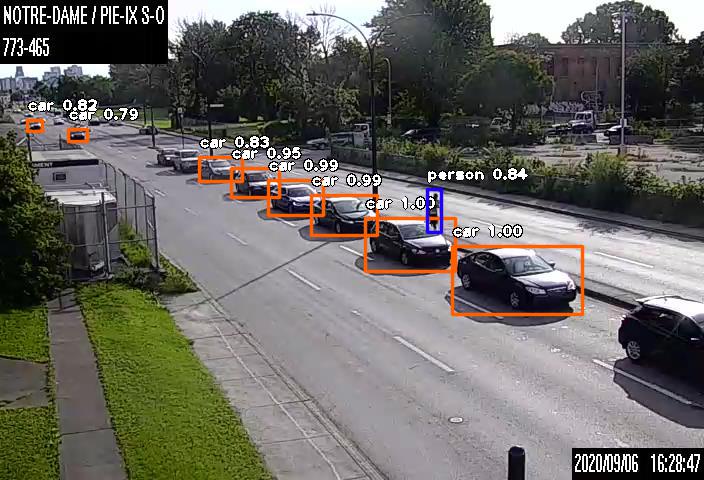 NOTRE-DAME / PIE-IX S-O
773-465
car 0.82
car 0.79
car 0.83
car 0.95
car 0.99
car 0.99
person 0.84
car 1.00
car 1.00
2020/09/06 16:28:47